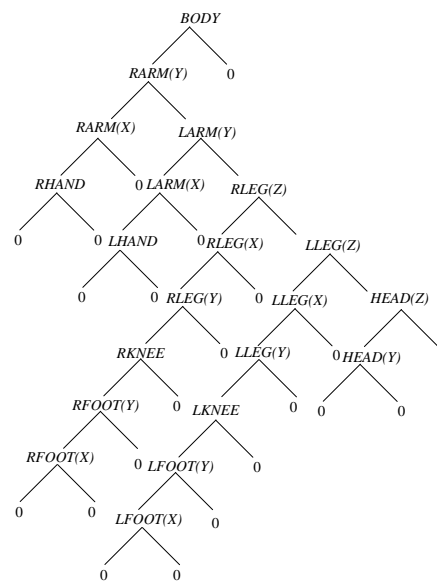 BODY
RARM(Y) 0
RARM(X) LARM(Y)
RHAND 0 LARM(X) RLEG(Z)
0 0 LHAND 0 RLEG(X) LLEG(Z)
0 0 RLEG(Y) 0 LLEG(X) HEAD(Z)
RKNEE 0 LLEG(Y) 0 HEAD(Y)
RFOOT(Y) 0 LKNEE 0 0 0
RFOOT(X) 0 LFOOT(Y) 0
0 0 LFOOT(X) 0
0 0